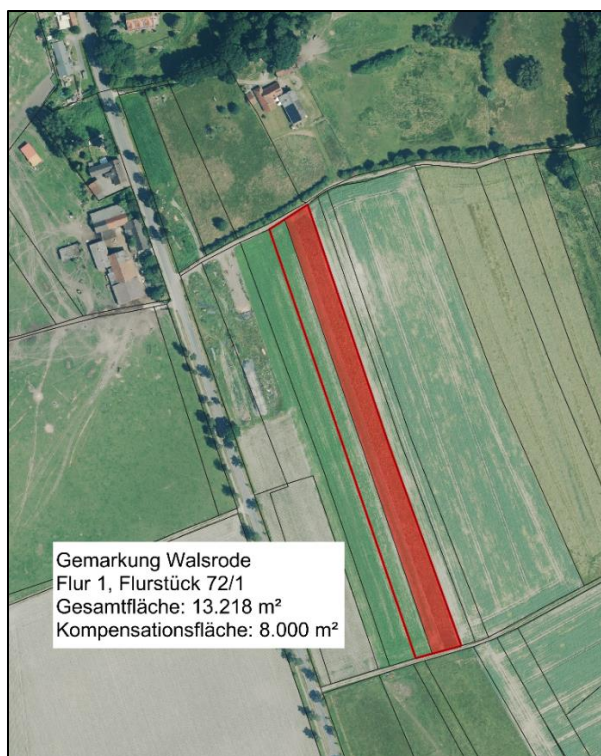 Gemarkung Walsrode
Flur 1, Flurstück 72/1
Gesamtfläche: 13.218 m²
Kompensationsfläche: 8.000 m²